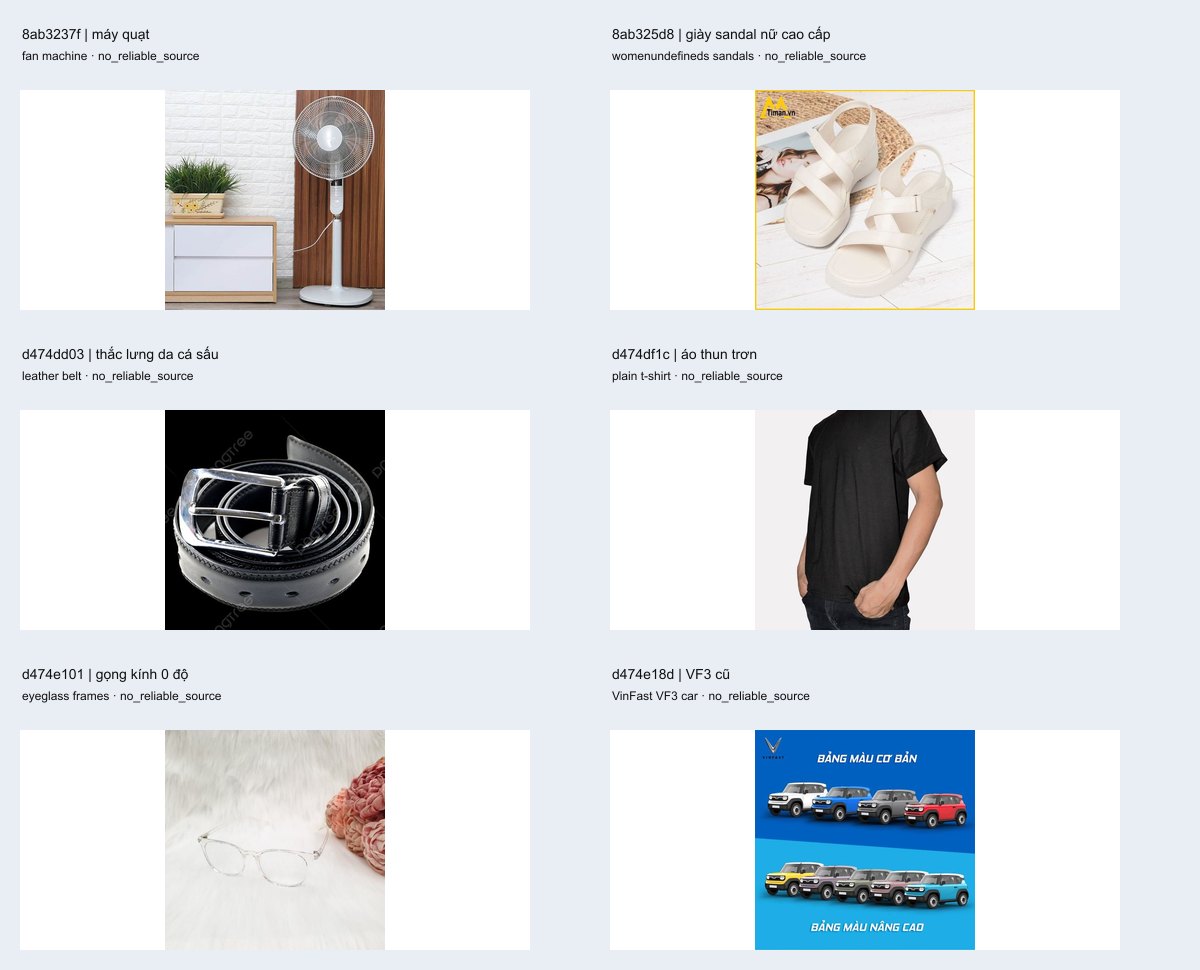 8ab3237f | máy quạt
fan machine · no_reliable_source
8ab325d8 | giày sandal nữ cao cấp
womenundefineds sandals · no_reliable_source
Timan.vn
d474dd03 | thắc lưng da cá sấu
leather belt · no_reliable_source
d474df1c | áo thun trơn
plain t-shirt · no_reliable_source
pngtree
d474e101 | gọng kính 0 độ
eyeglass frames · no_reliable_source
d474e18d | VF3 cũ
VinFast VF3 car · no_reliable_source
VINFAST
BẢNG MÀU CƠ BẢN
BẢNG MÀU NÂNG CAO